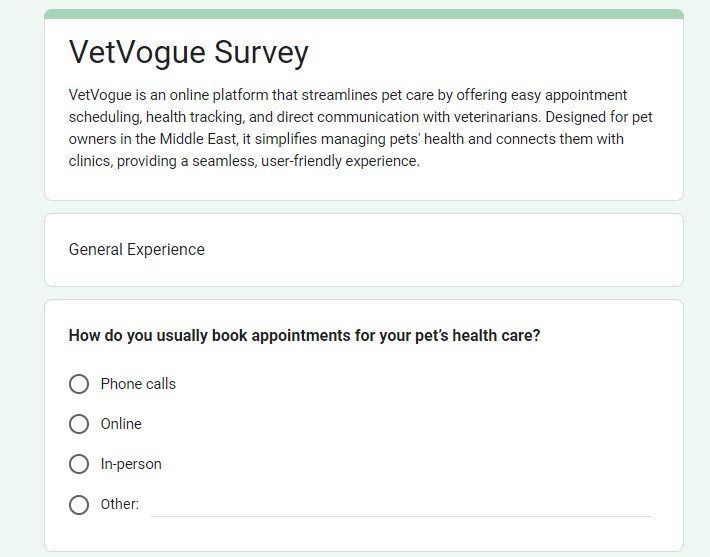 VetVogue Survey
VetVogue is an online platform that streamlines pet care by offering easy appointment
scheduling, health tracking, and direct communication with veterinarians. Designed for pet
owners in the Middle East, it simplifies managing pets' health and connects them with
clinics, providing a seamless, user-friendly experience.
General Experience
How do you usually book appointments for your pet’s health care?
Phone calls
Online
In-person
Other: